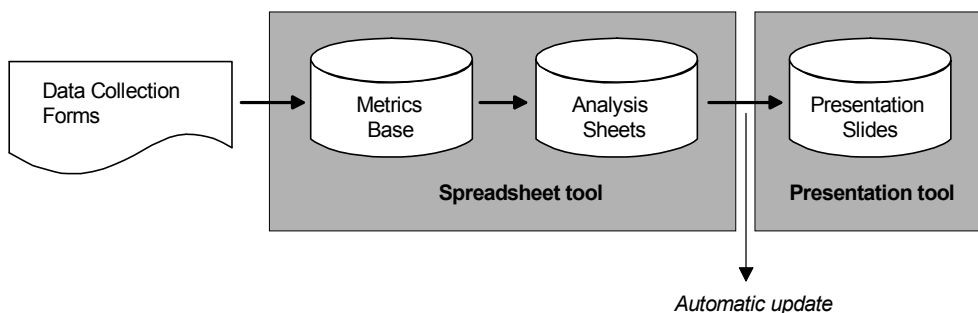 Data Collection
Forms
Metrics
Base
Analysis
Sheets
Presentation
Slides
Spreadsheet tool
Presentation tool
Automatic update